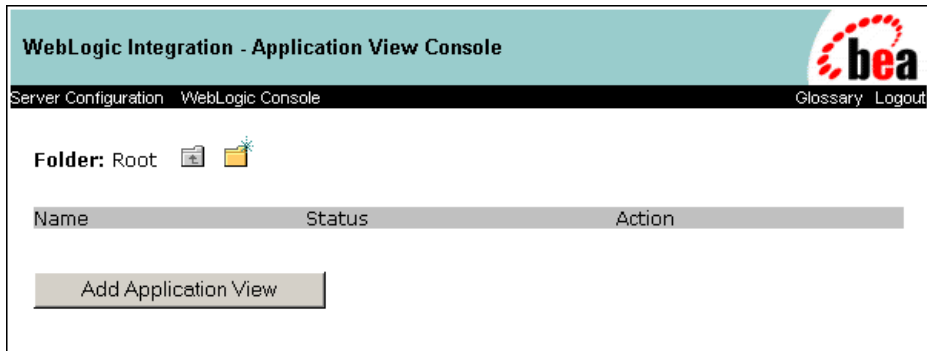 WebLogic Integration - Application View Console
bea
Server Configuration WebLogic Console Glossary Logout
Folder: Root
Name Status Action
Add Application View